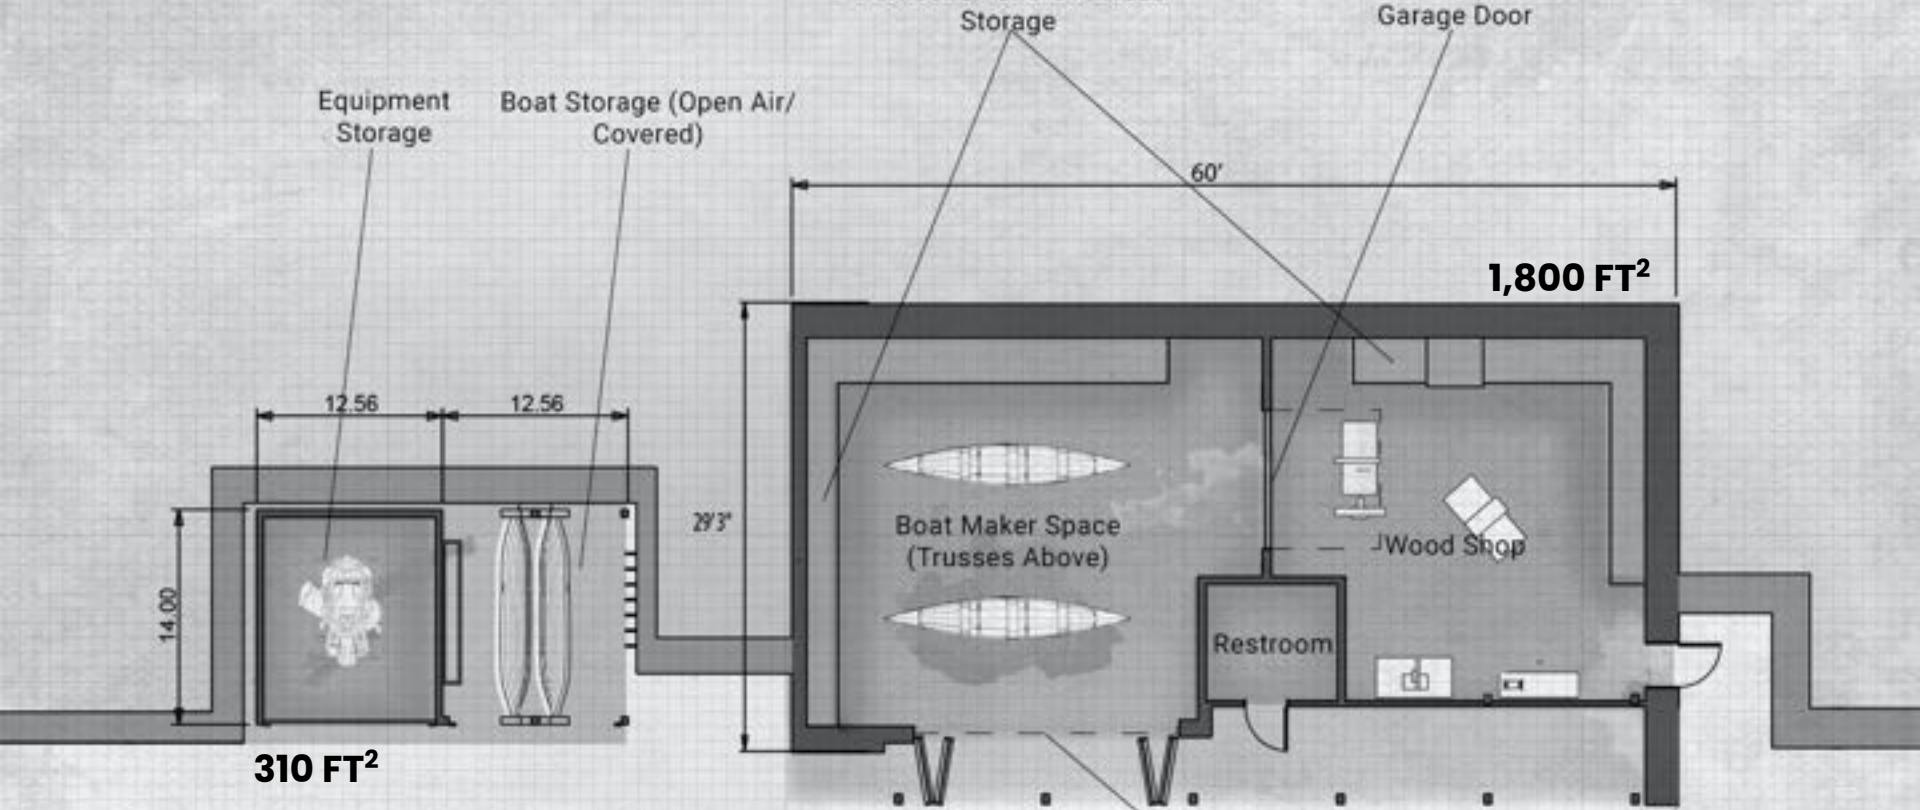 Storage
Garage Door
Equipment
Storage
Boat Storage (Open Air/
Covered)
60'
1,800 FT²
12.56
12.56
29'3"
14.00
Boat Maker Space
(Trusses Above)
Wood Shop
Restroom
310 FT²